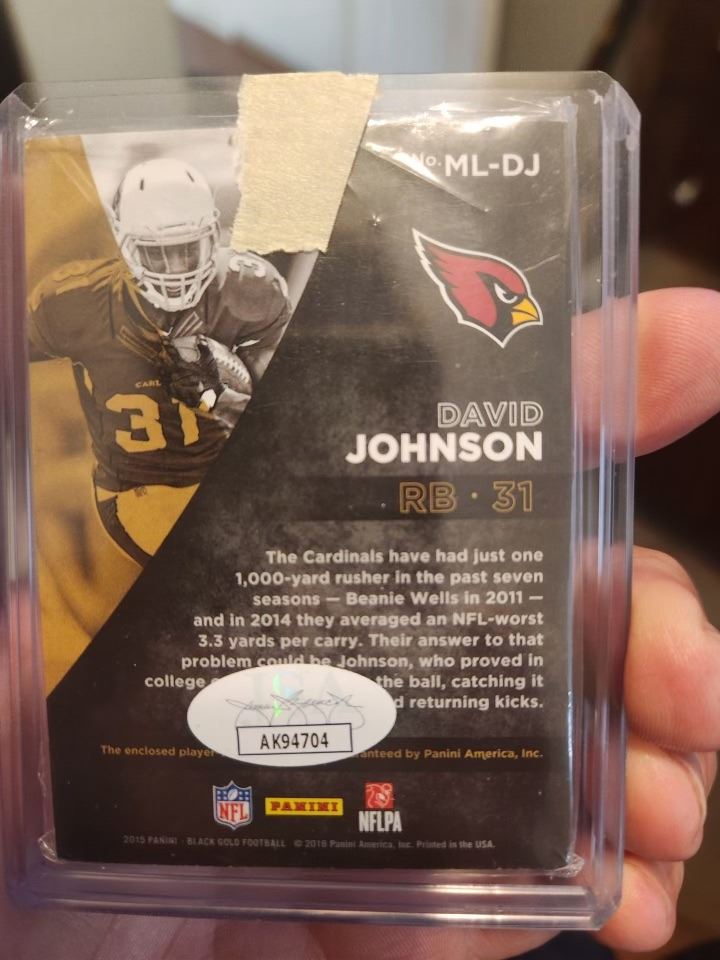 No. ML-DJ
CARL
31
3
DAVID
JOHNSON
RB · 31
The Cardinals have had just one
1,000-yard rusher in the past seven
seasons — Beanie Wells in 2011 —
and in 2014 they averaged an NFL-worst
3.3 yards per carry. Their answer to that
problem could be Johnson, who proved in
college the ball, catching it
returning kicks.
AK94704
The enclosed player Panini America, Inc.
NFL
PANINI
NFLPA
2015 PANINI - BLACK GOLD FOOTBALL © 2016 Panini America, Inc. Printed in the USA.